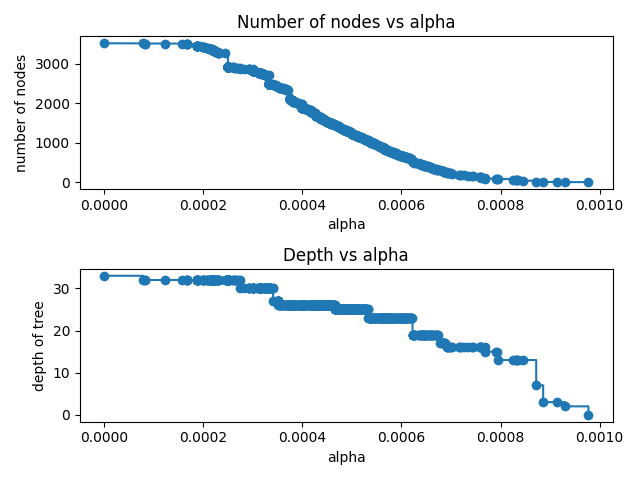 Number of nodes vs alpha
number of nodes
3000
2000
1000
0
0.0000 0.0002 0.0004 0.0006 0.0008 0.0010
alpha
Depth vs alpha
depth of tree
30
20
10
0
0.0000 0.0002 0.0004 0.0006 0.0008 0.0010
alpha